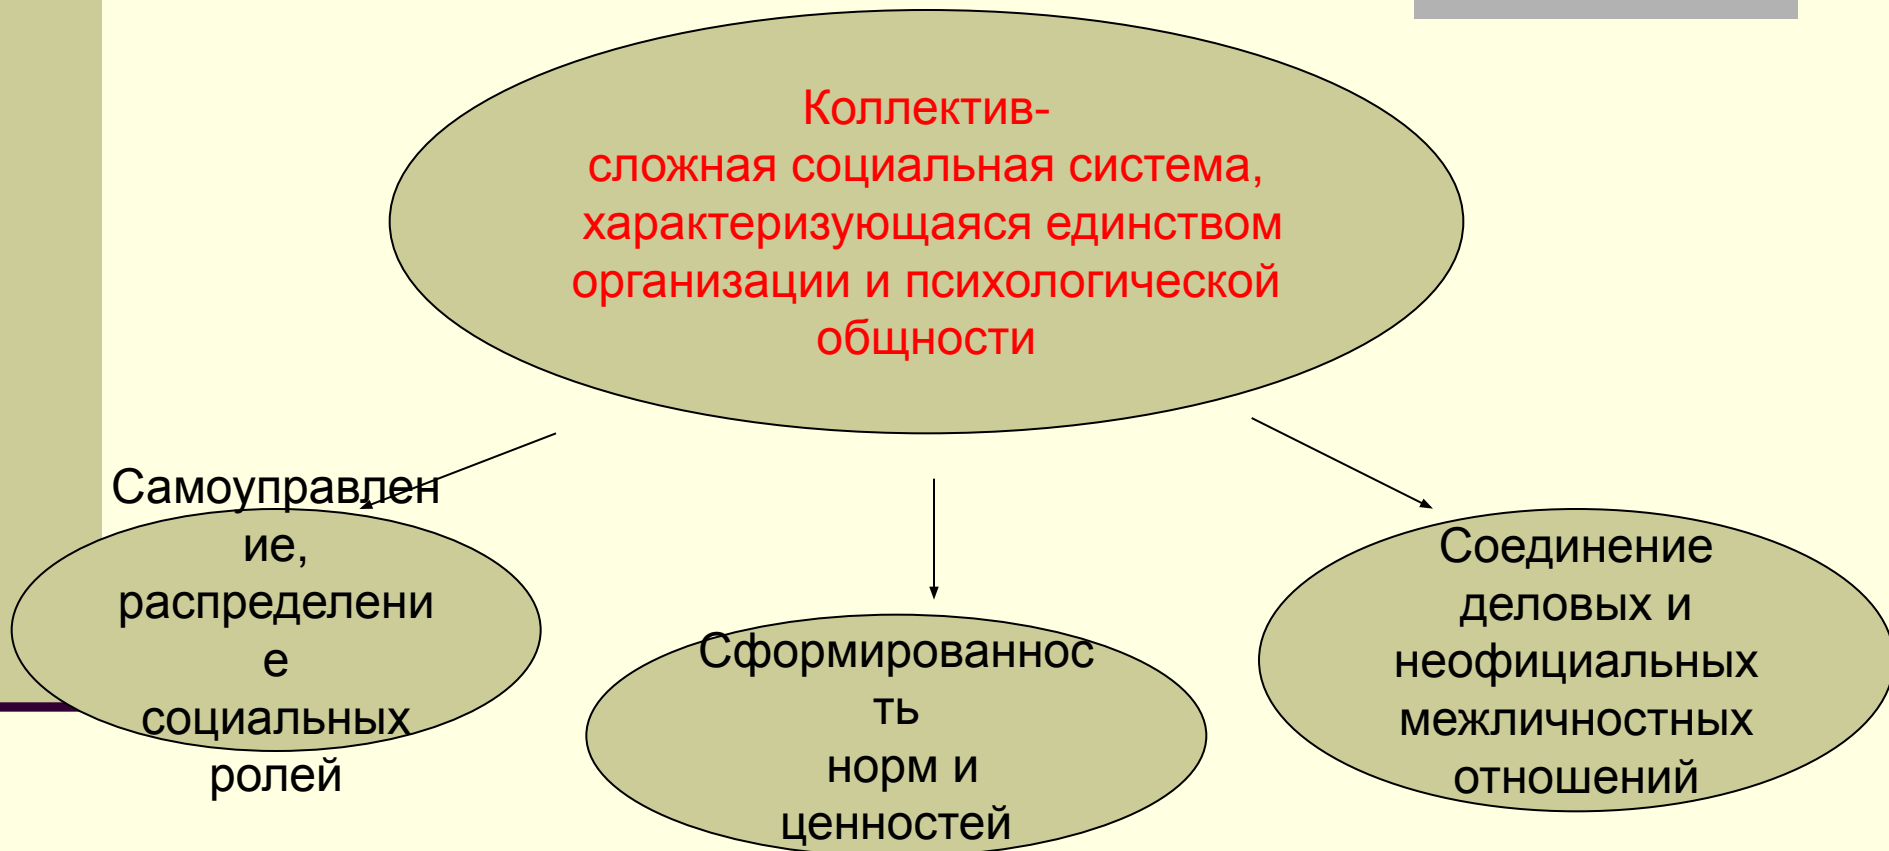 Коллектив-
сложная социальная система,
характеризующаяся единством
организации и психологической
общности
Самоуправлен
ие,
распределени
е
социальных
ролей
Сформированнос
ть
норм и
ценностей
Соединение
деловых и
неофициальных
межличностных
отношений